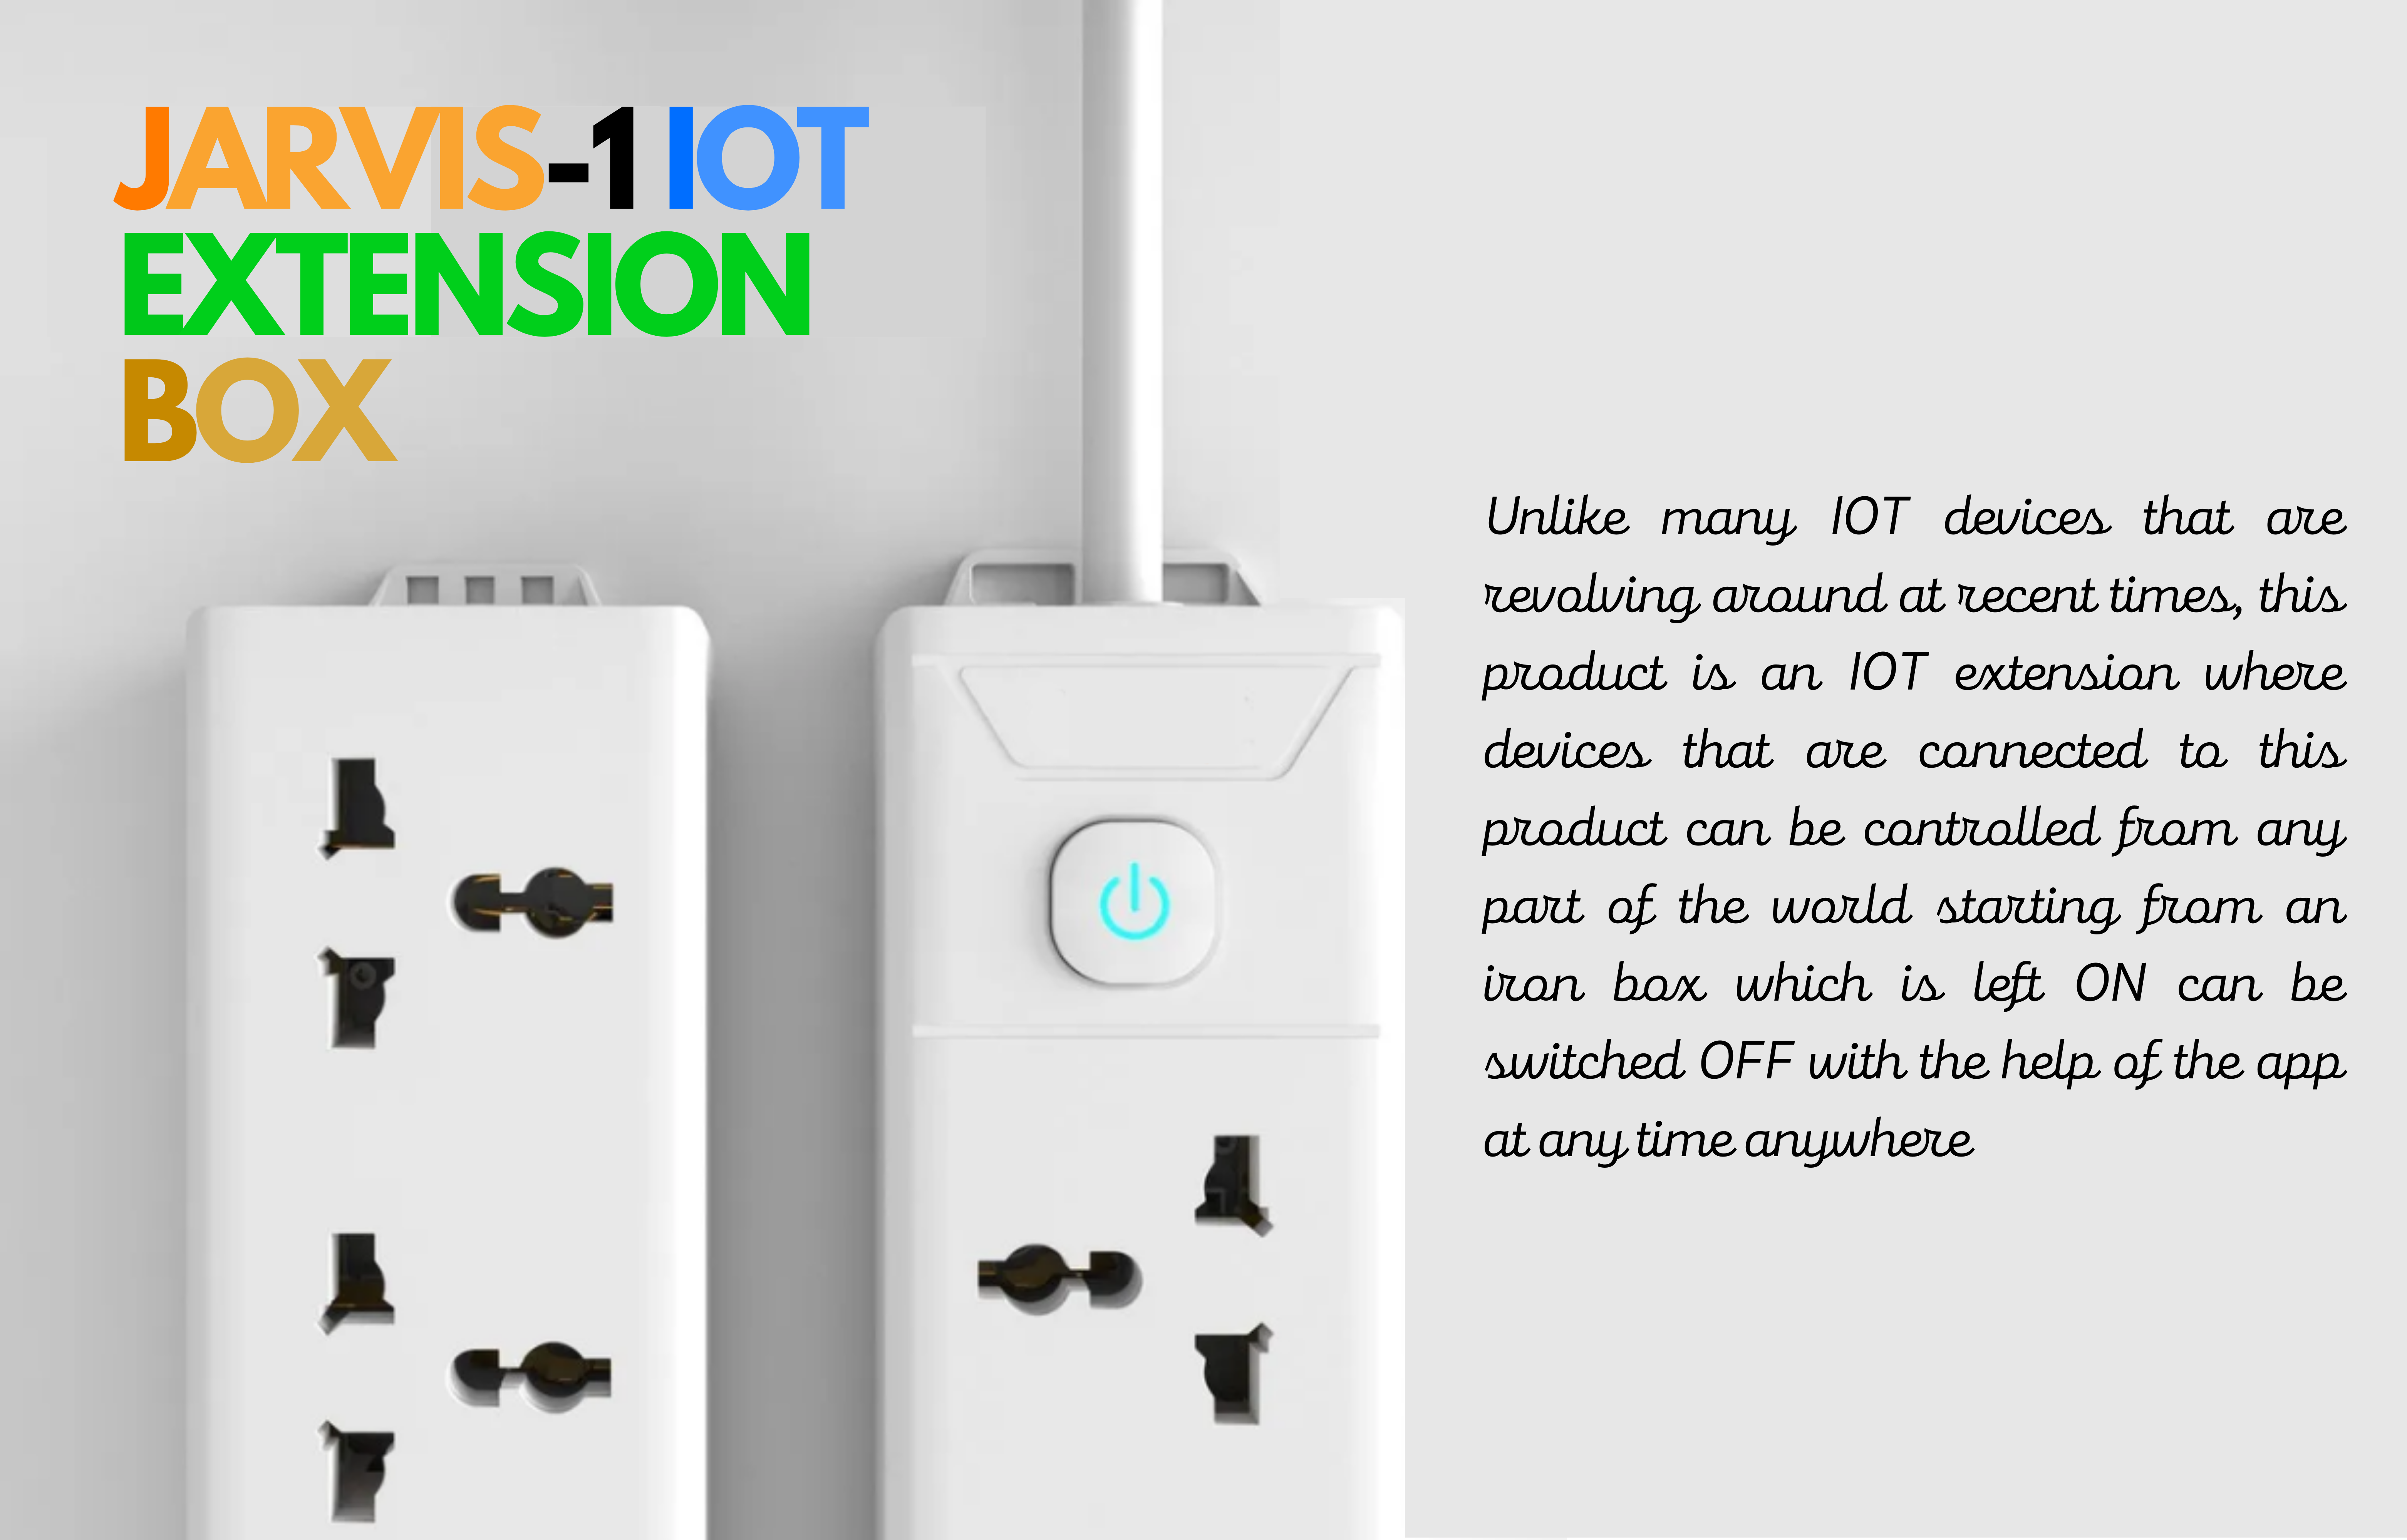 JARVIS-1 IOT
EXTENSION
BOX
Unlike many IOT devices that are
revolving around at recent times, this
product is an IOT extension where
devices that are connected to this
product can be controlled from any
part of the world starting from an
iron box which is left ON can be
switched OFF with the help of the app
at any time anywhere